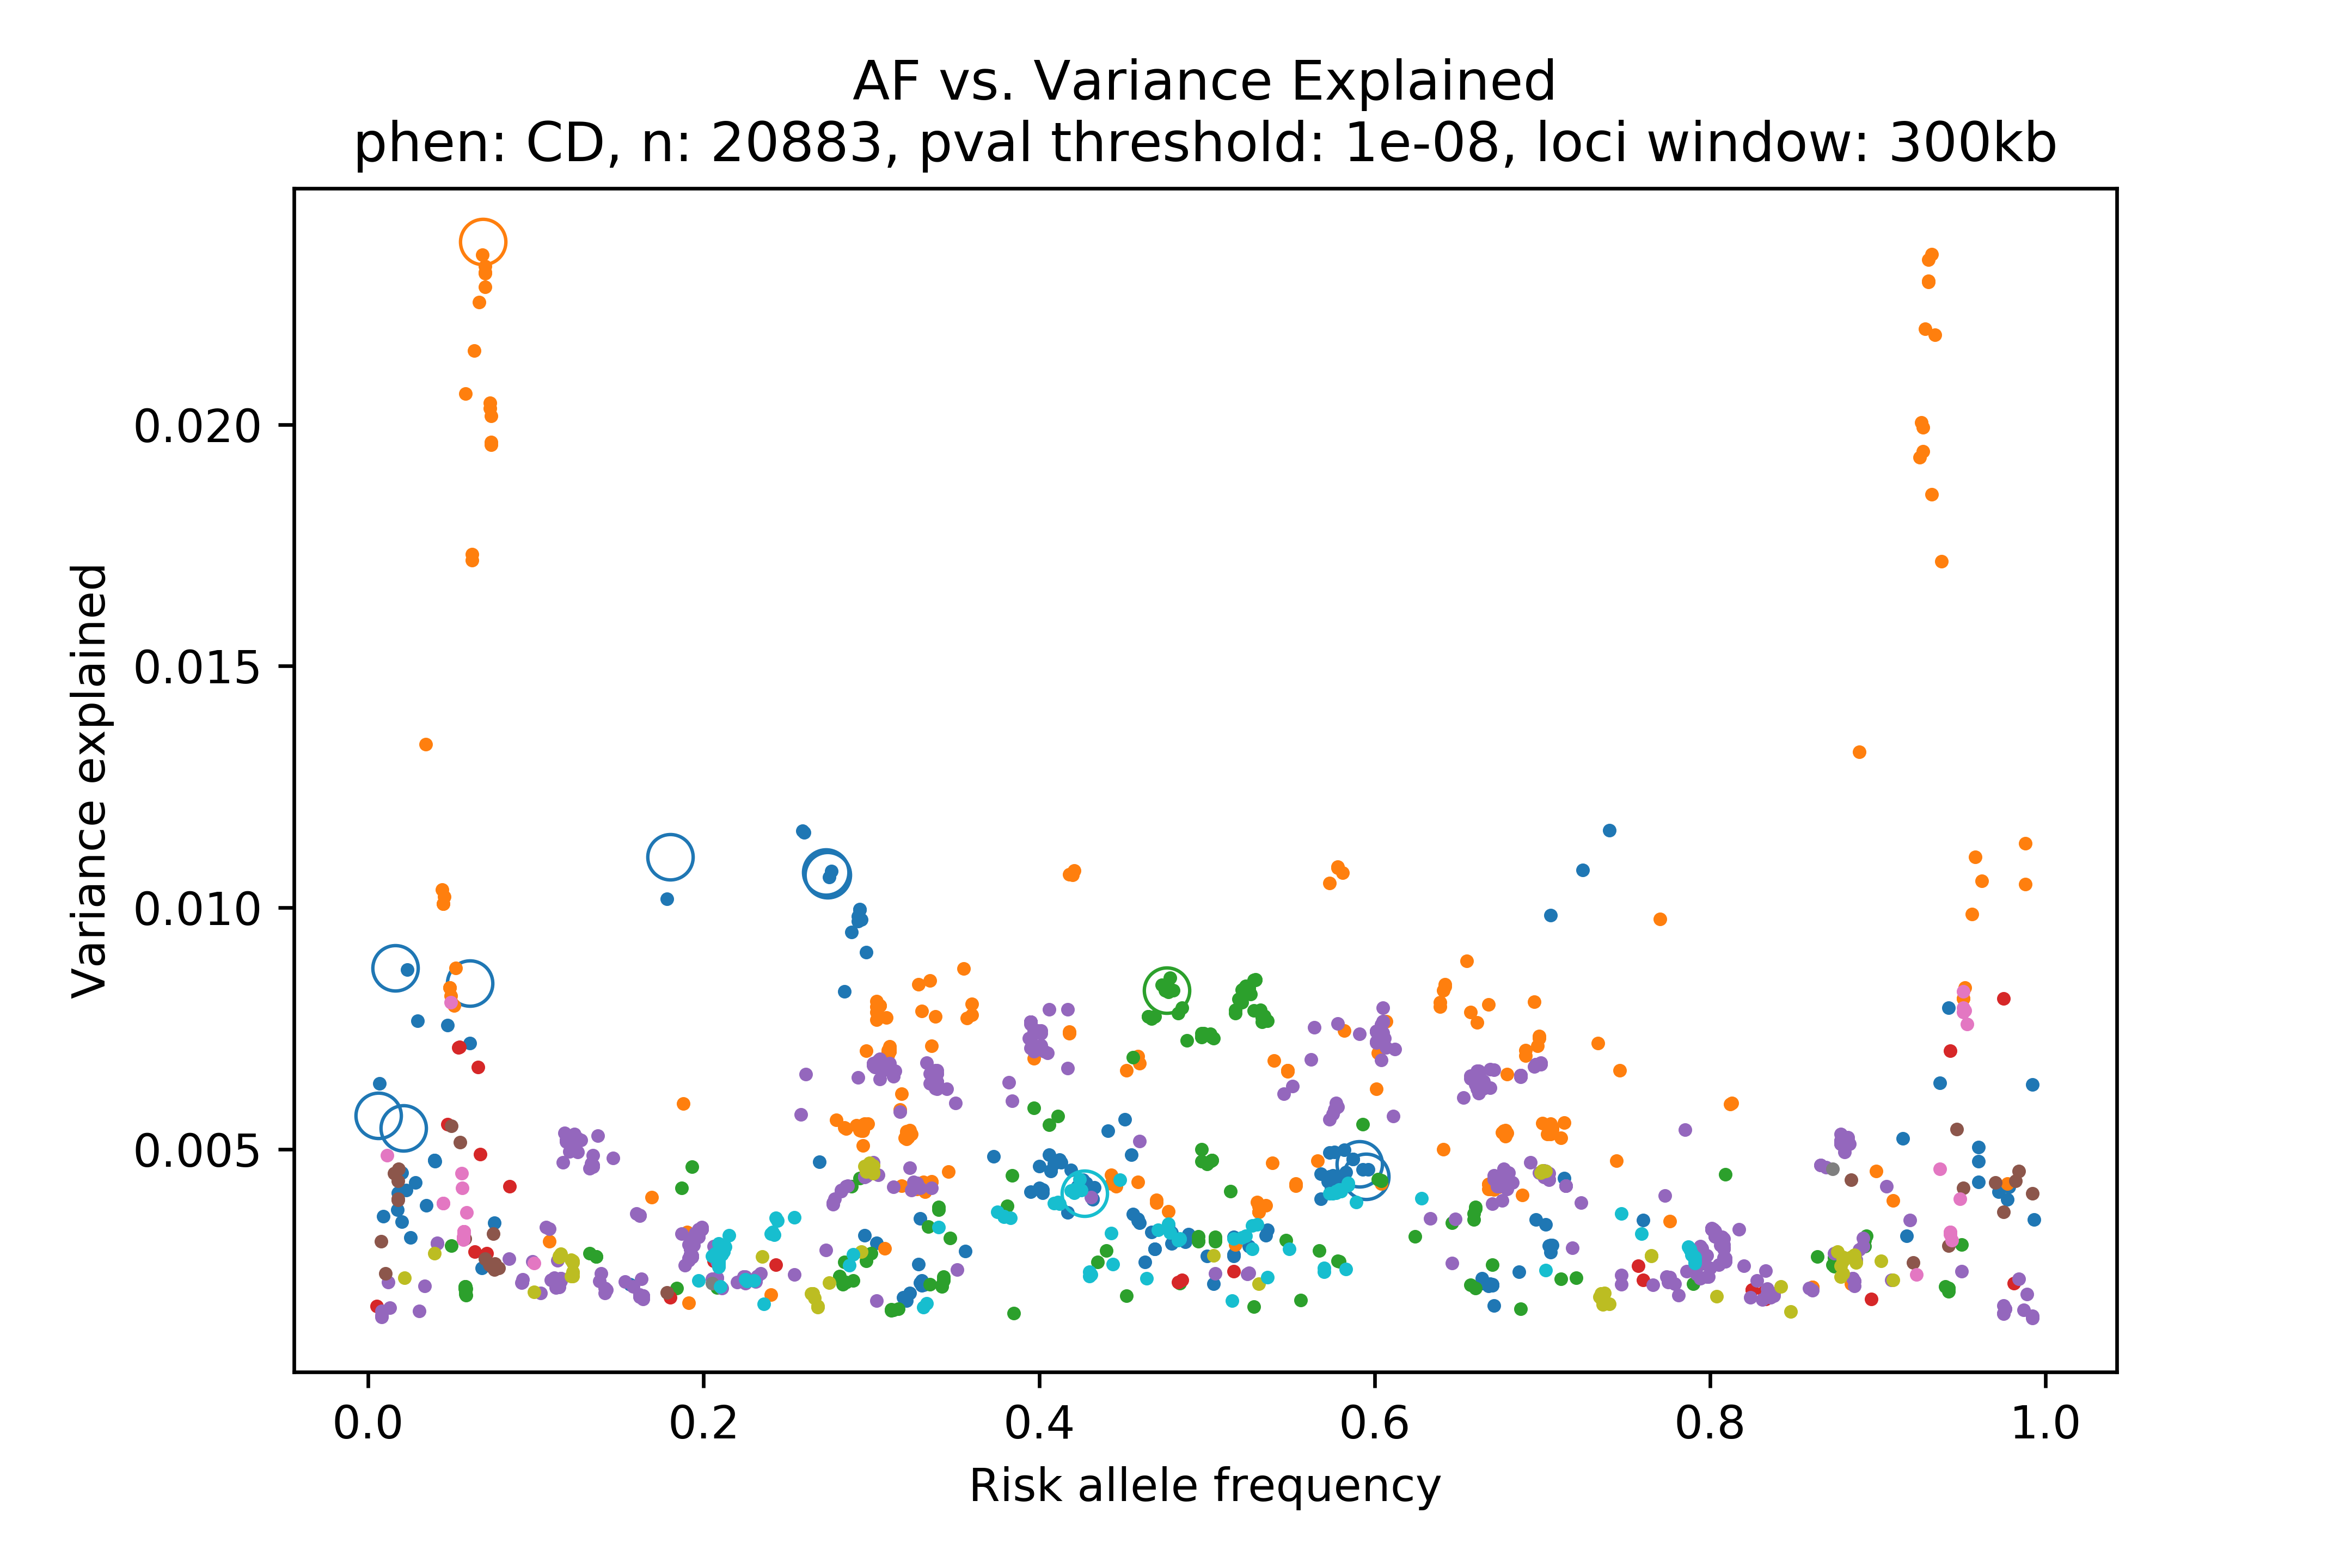 AF vs. Variance Explained
phen: CD, n: 20883, pval threshold: 1e-08, loci window: 300kb
Variance explained
0.020
0.015
0.010
0.005
0.0 0.2 0.4 0.6 0.8 1.0
Risk allele frequency